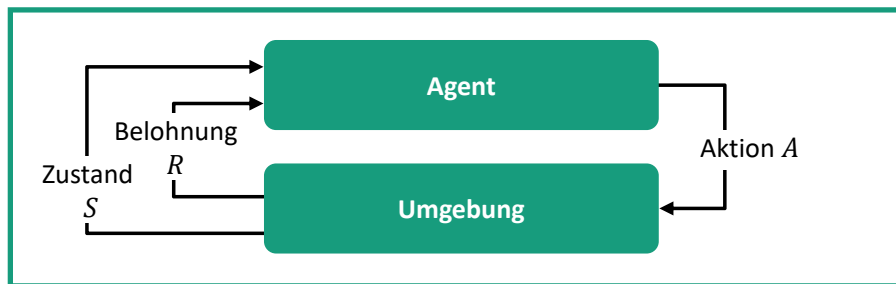 Agent
Belohnung
R
Aktion A
Zustand
S
Umgebung